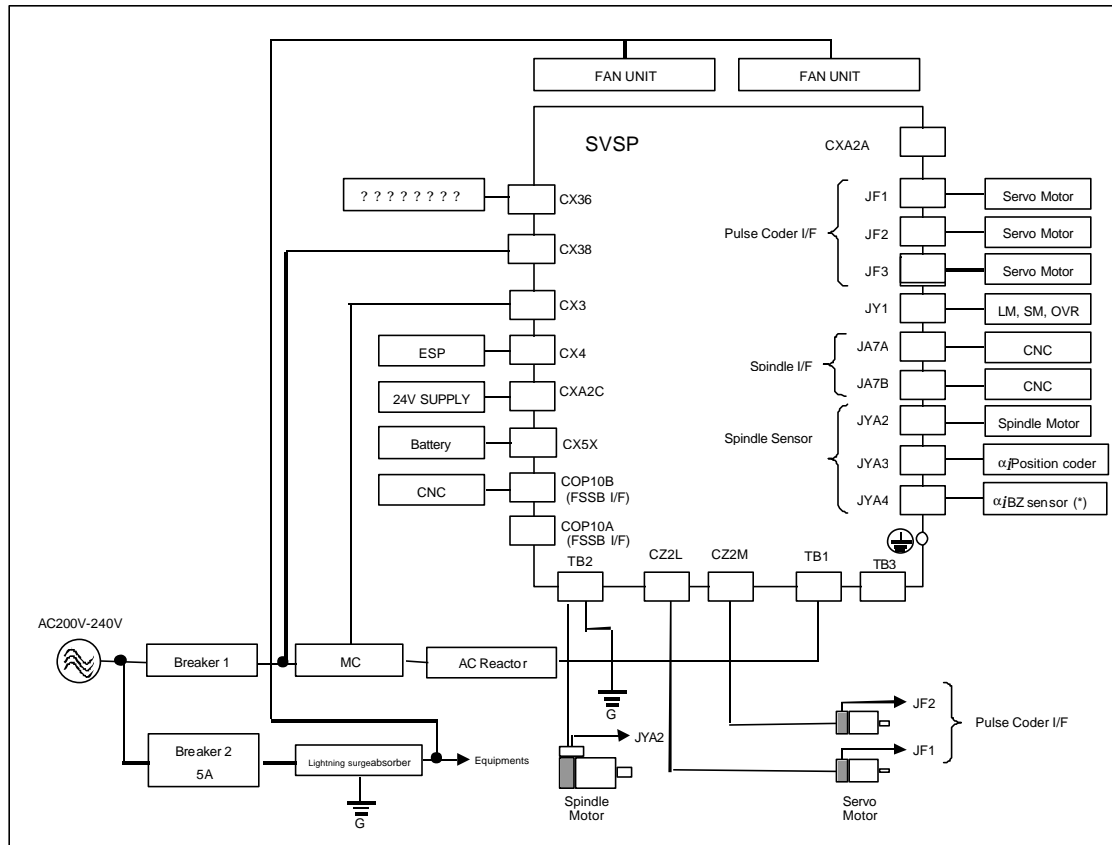 FAN UNIT
FAN UNIT
SVSP
CXA2A
? ? ? ? ? ? ? ?
CX36
CX38
CX3
ESP
CX4
24V SUPPLY
CXA2C
Battery
CX5X
CNC
COP10B
(FSSB I/F)
COP10A
(FSSB I/F)
Pulse Coder I/F
JF1
Servo Motor
JF2
Servo Motor
JF3
Servo Motor
JY1
LM, SM, OVR
Spindle I/F
JA7A
CNC
JA7B
CNC
Spindle Sensor
JYA2
Spindle Motor
JYA3
αiPosition coder
JYA4
αiBZ sensor (*)
TB2
CZ2L
CZ2M
TB1
TB3
AC200V-240V
Breaker 1
MC
AC Reactor
G
Breaker 2
5A
Lightning surgeabsorber
Equipments
G
JYA2
Spindle
Motor
JF2
JF1
Pulse Coder I/F
Servo
Motor